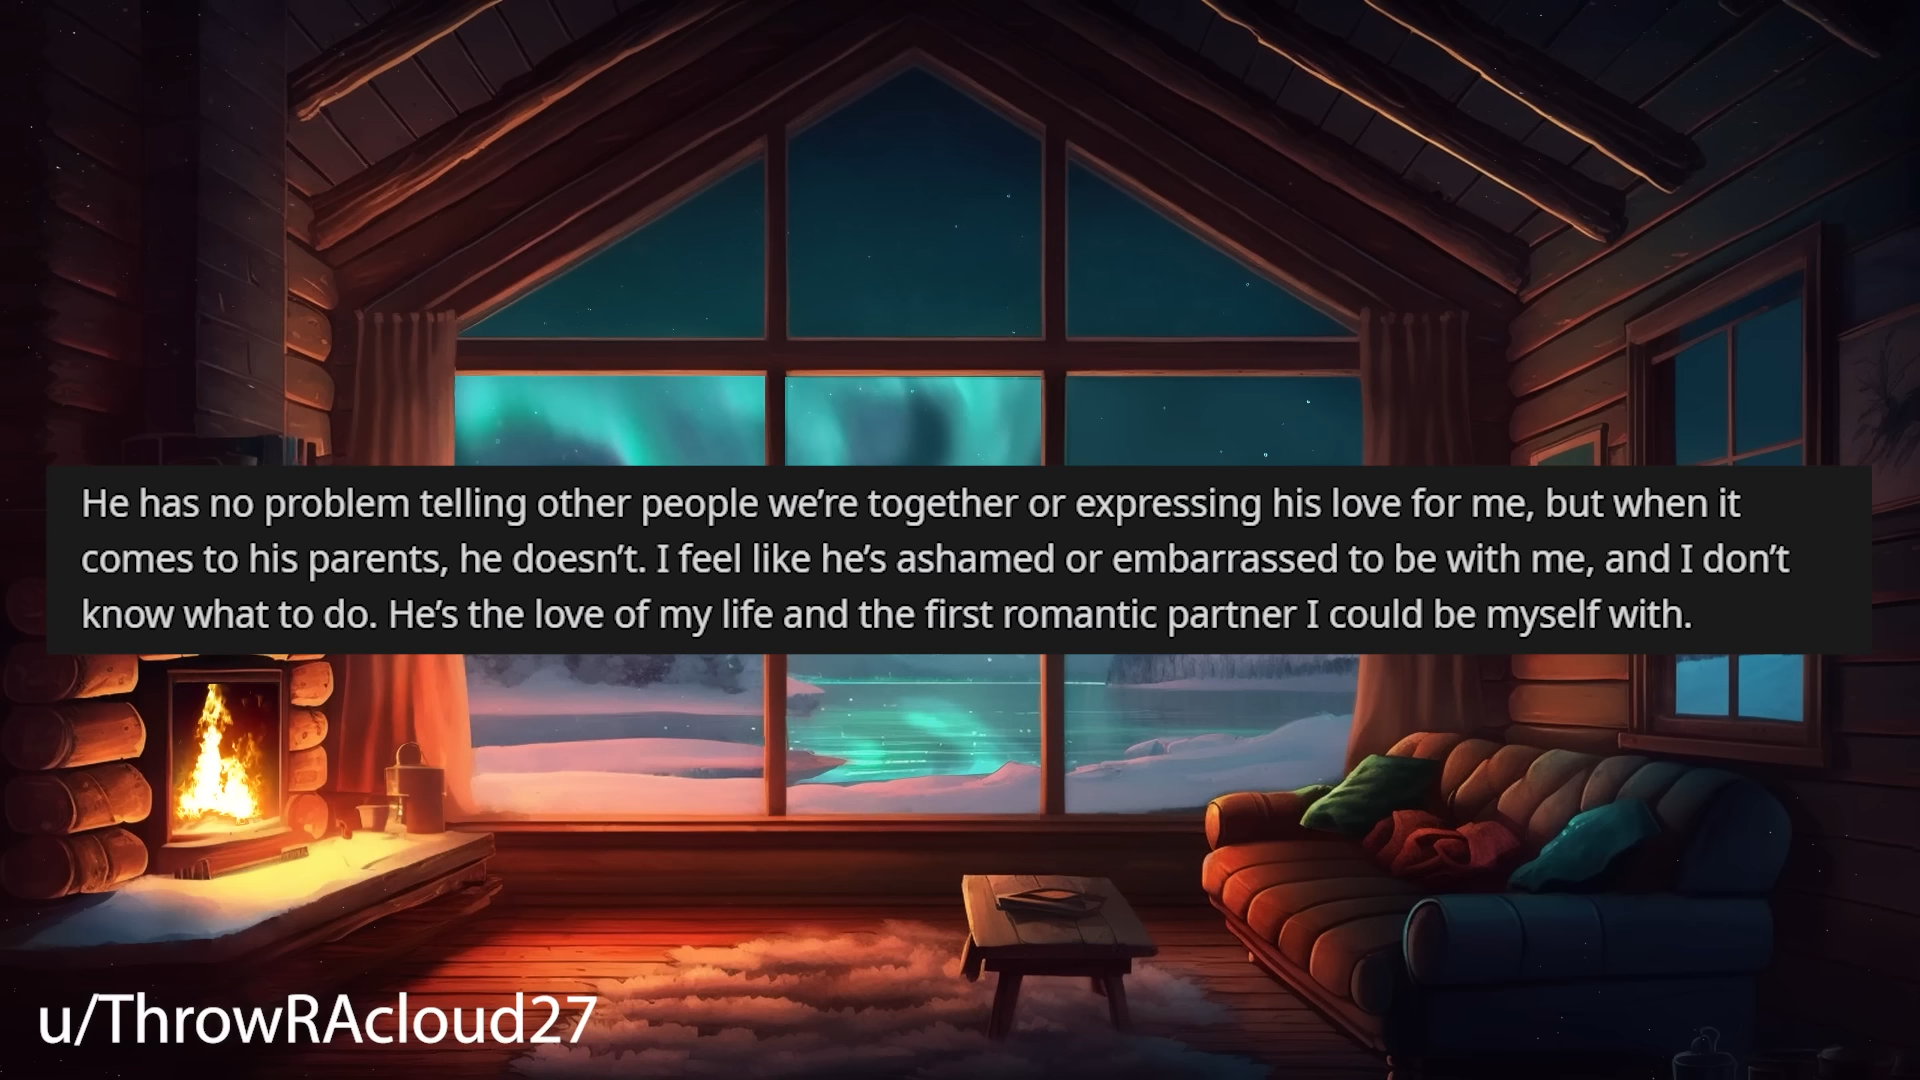 He has no problem telling other people we’re together or expressing his love for me, but when it
comes to his parents, he doesn’t. I feel like he’s ashamed or embarrassed to be with me, and I don’t
know what to do. He’s the love of my life and the first romantic partner I could be myself with.
u/ThrowRAcloud27